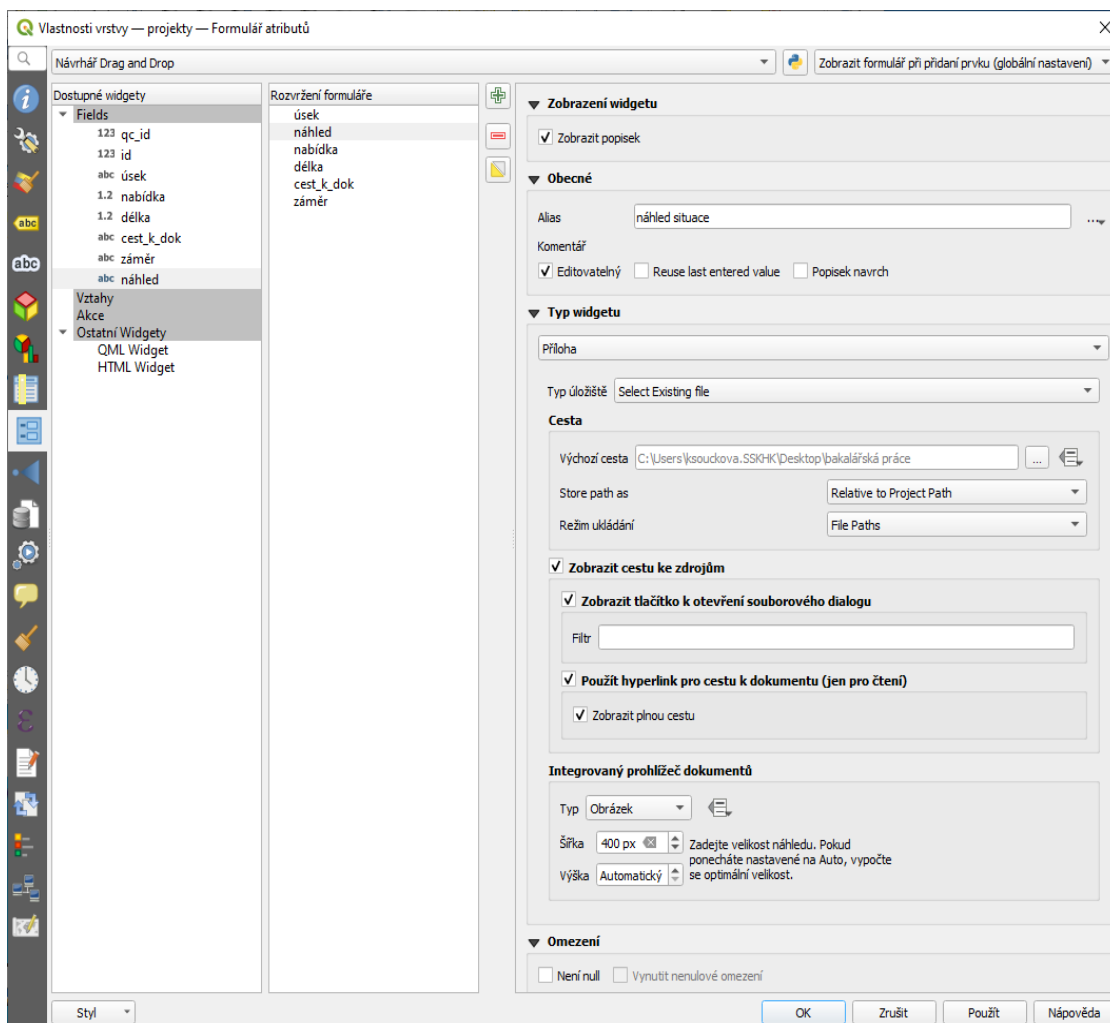 Vlastnosti vrstvy — projekty — Formulář atributů
Návrhář Drag and Drop
Zobrazit formulář při přidání prvku (globální nastavení)
Dostupné widgety
Fields
123 qc_id
123 id
abc úsek
1.2 nabídka
1.2 délka
abc cest_k_dok
abc záměr
abc náhled
Vztahy
Akce
Ostatní Widgety
QML Widget
HTML Widget
Rozvržení formuláře
úsek
náhled
nabídka
délka
cest_k_dok
záměr
Zobrazení widgetu
Zobrazit popisek
Obecné
Alias náhled situace ...
Komentář
Editovatelný Reuse last entered value Popisek navrch
Typ widgetu
Příloha
Typ úložiště Select Existing file
Cesta
Výchozí cesta C:\Users\ksouckova.SSKHK\Desktop\bakalářská práce ...
Store path as Relative to Project Path
Režim ukládání File Paths
Zobrazit cestu ke zdrojům
Zobrazit tlačítko k otevření souborového dialogu
Filtr
Použít hyperlink pro cestu k dokumentu (jen pro čtení)
Zobrazit plnou cestu
Integrovaný prohlížeč dokumentů
Typ Obrázek
Šířka 400 px
Výška Automatický
Zadejte velikost náhledu. Pokud
ponecháte nastavené na Auto, vypočte
se optimální velikost.
Omezení
Není null Vynutit nenulové omezení
abc
abc
Styl
OK Zrušit Použít Nápověda